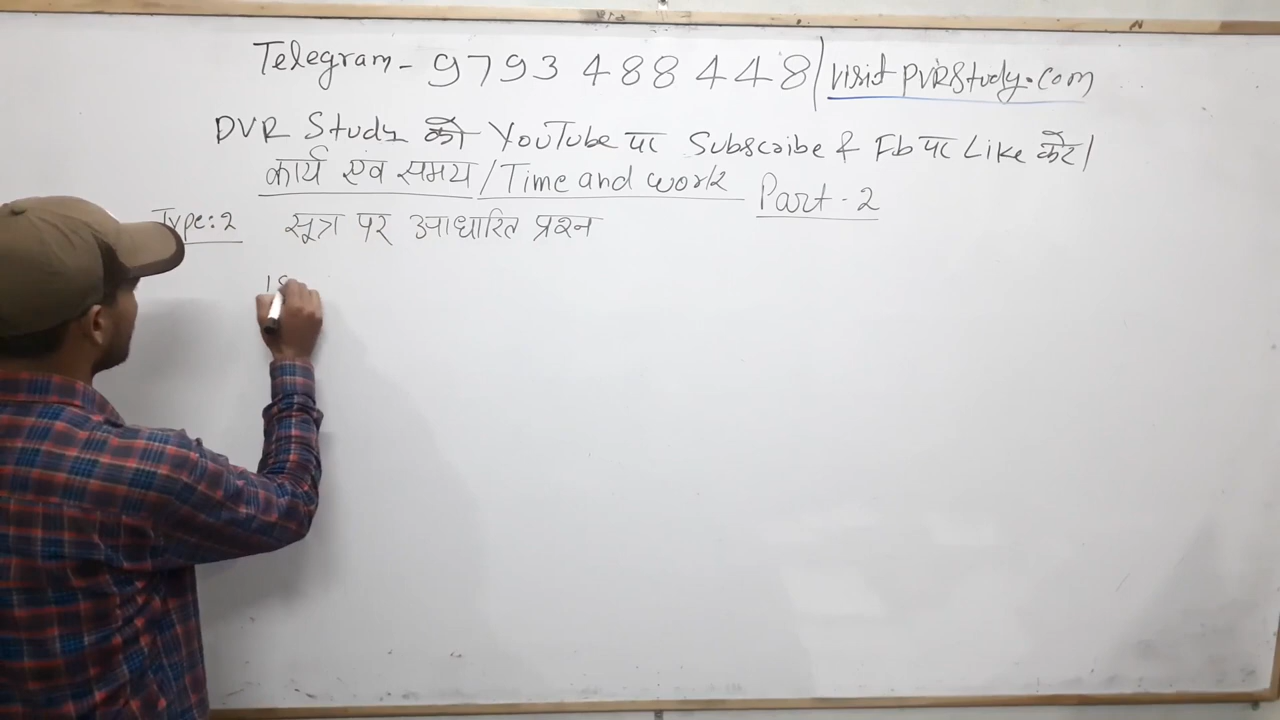 Telegram - 9793 488448 | visit PVRStudy.com
DVR Study को YouTube पर Subscribe & Fb पर Like करें।
कार्य एवं समय / Time and work Part - 2
Type: 2 सूत्र पर आधारित प्रश्न